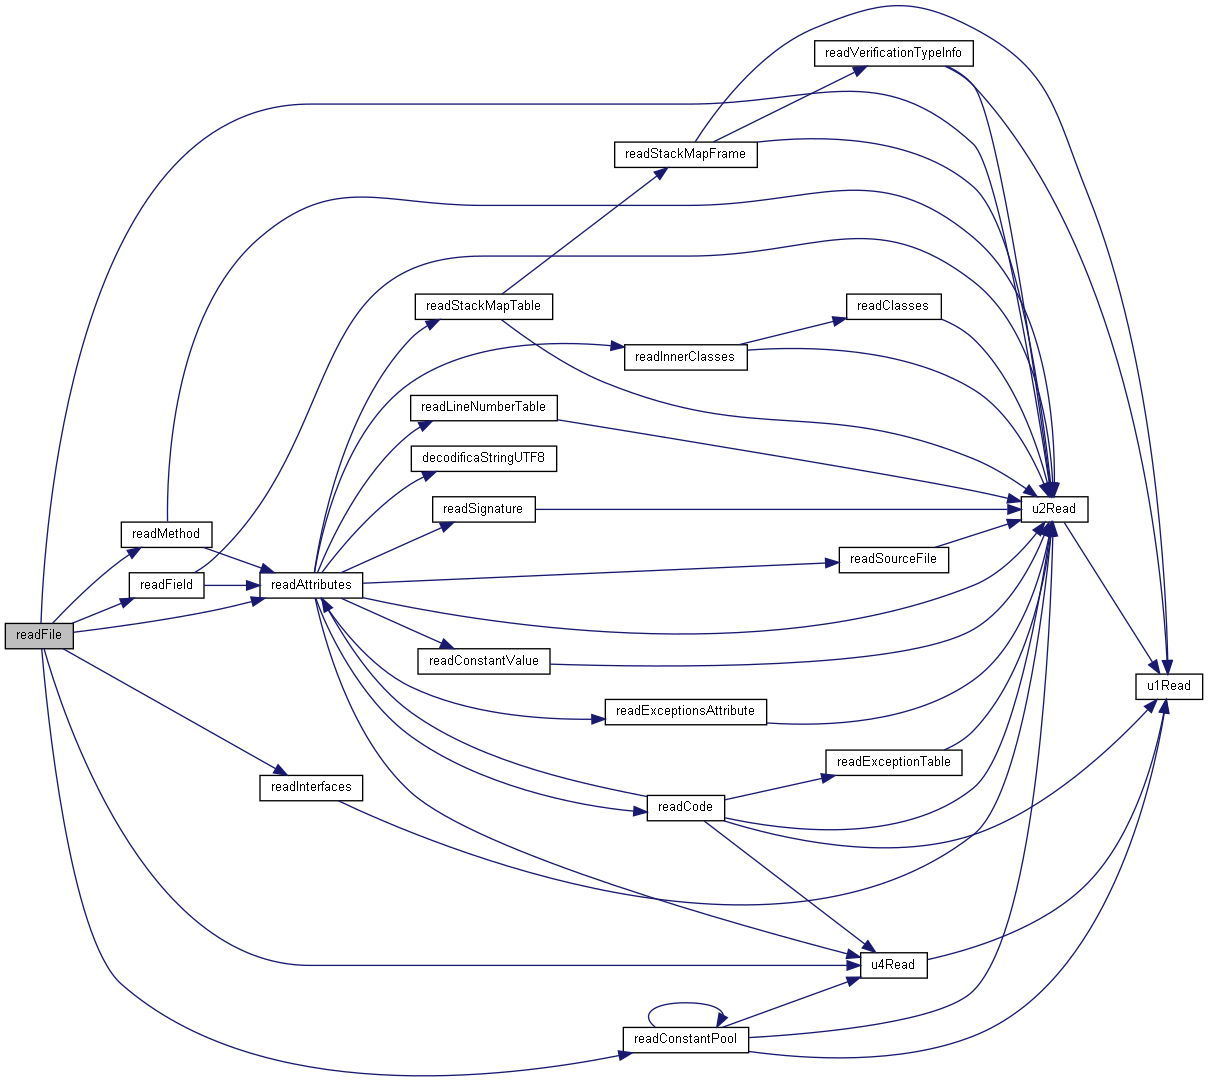 readVerificationTypeInfo
readStackMapFrame
readStackMapTable
readClasses
readInnerClasses
readLineNumberTable
decodificaStringUTF8
readSignature
u2Read
readMethod
readSourceFile
readField
readAttributes
readFile
readConstantValue
u1Read
readExceptionsAttribute
readExceptionTable
readInterfaces
readCode
u4Read
readConstantPool